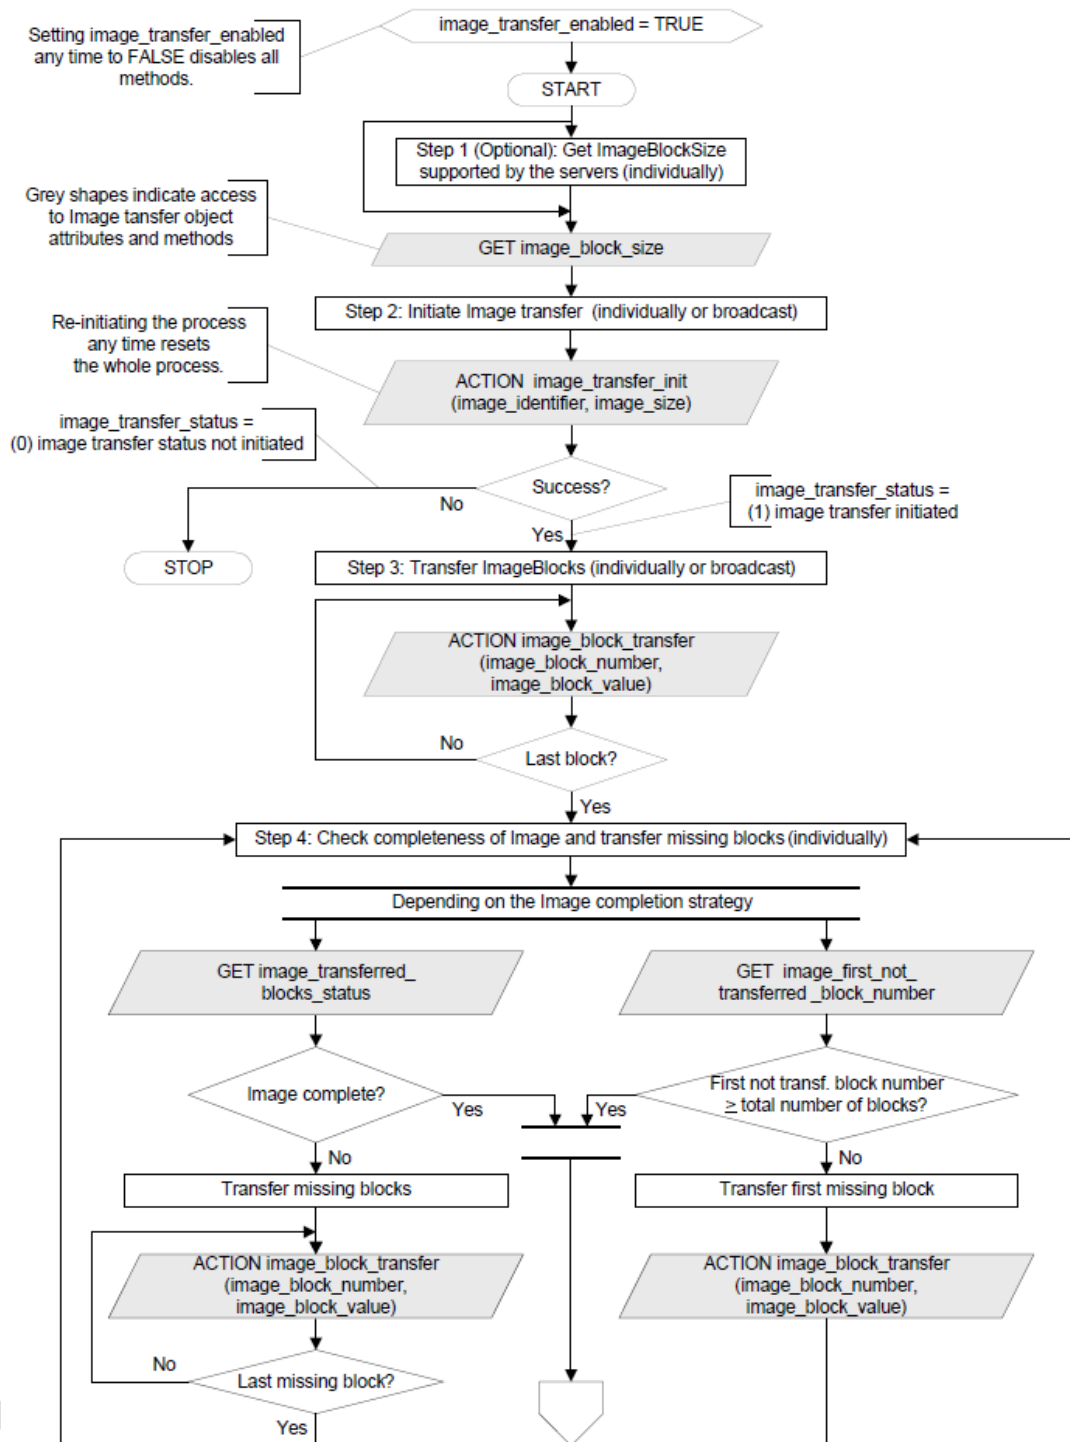 image_transfer_enabled = TRUE
Setting image_transfer_enabled
any time to FALSE disables all
methods.
START
Step 1 (Optional): Get ImageBlockSize
supported by the servers (individually)
Grey shapes indicate access
to Image tansfer object
attributes and methods
GET image_block_size
Step 2: Initiate Image transfer (individually or broadcast)
Re-initiating the process
any time resets
the whole process.
ACTION image_transfer_init
(image_identifier, image_size)
image_transfer_status =
(0) image transfer status not initiated
Success?
No
image_transfer_status =
(1) image transfer initiated
Yes
STOP
Step 3: Transfer ImageBlocks (individually or broadcast)
ACTION image_block_transfer
(image_block_number,
image_block_value)
No
Last block?
Yes
Step 4: Check completeness of Image and transfer missing blocks (individually)
Depending on the Image completion strategy
GET image_transferred_
blocks_status
GET image_first_not_
transferred _block_number
Image complete?
Yes
First not transf. block number
≥ total number of blocks?
Yes
No
No
Transfer missing blocks
Transfer first missing block
ACTION image_block_transfer
(image_block_number,
image_block_value)
ACTION image_block_transfer
(image_block_number,
image_block_value)
No
Last missing block?
Yes